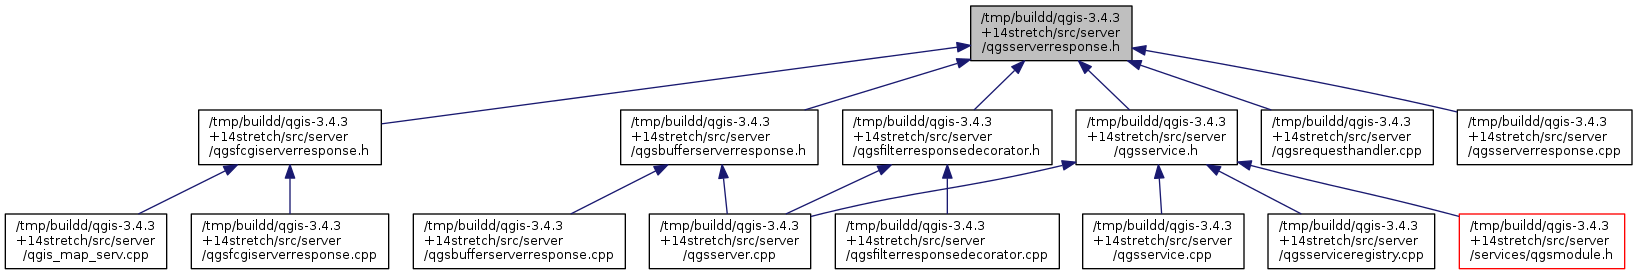 /tmp/buildd/qgis-3.4.3
+14stretch/src/server
/qgsserverresponse.h
/tmp/buildd/qgis-3.4.3
+14stretch/src/server
/qgsfcgiserverresponse.h
/tmp/buildd/qgis-3.4.3
+14stretch/src/server
/qgsbufferserverresponse.h
/tmp/buildd/qgis-3.4.3
+14stretch/src/server
/qgsfilterresponsedecorator.h
/tmp/buildd/qgis-3.4.3
+14stretch/src/server
/qgsservice.h
/tmp/buildd/qgis-3.4.3
+14stretch/src/server
/qgsrequesthandler.cpp
/tmp/buildd/qgis-3.4.3
+14stretch/src/server
/qgsserverresponse.cpp
/tmp/buildd/qgis-3.4.3
+14stretch/src/server
/qgis_map_serv.cpp
/tmp/buildd/qgis-3.4.3
+14stretch/src/server
/qgsfcgiserverresponse.cpp
/tmp/buildd/qgis-3.4.3
+14stretch/src/server
/qgsbufferserverresponse.cpp
/tmp/buildd/qgis-3.4.3
+14stretch/src/server
/qgsserver.cpp
/tmp/buildd/qgis-3.4.3
+14stretch/src/server
/qgsfilterresponsedecorator.cpp
/tmp/buildd/qgis-3.4.3
+14stretch/src/server
/qgsservice.cpp
/tmp/buildd/qgis-3.4.3
+14stretch/src/server
/qgsserviceregistry.cpp
/tmp/buildd/qgis-3.4.3
+14stretch/src/server
/services/qgsmodule.h